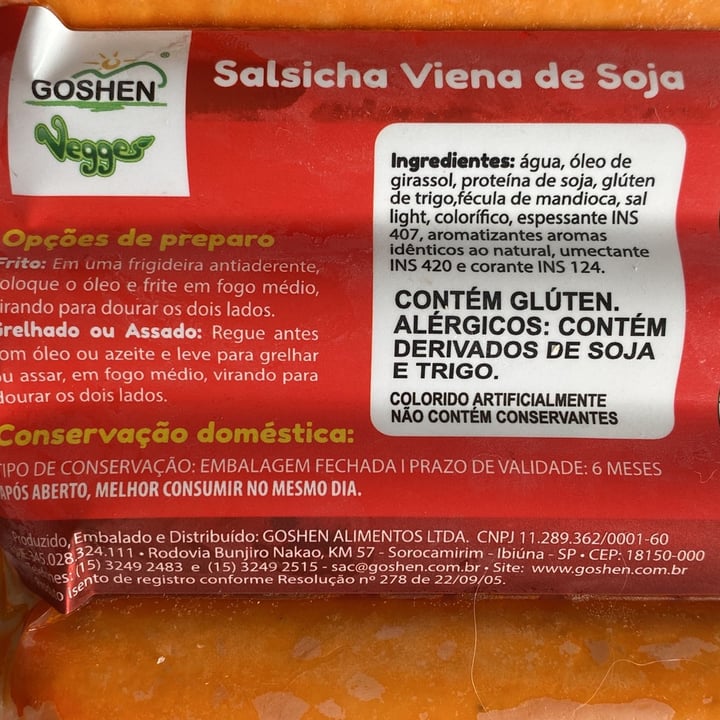 GOSHEN
Vegges
Salsicha Viena de Soja
Ingredientes: água, óleo de
girassol, proteína de soja, glúten
de trigo,fécula de mandioca, sal
light, colorífico, espessante INS
407, aromatizantes aromas
idênticos ao natural, umectante
INS 420 e corante INS 124.
CONTÉM GLÚTEN.
ALÉRGICOS: CONTÉM
DERIVADOS DE SOJA
E TRIGO.
COLORIDO ARTIFICIALMENTE
NÃO CONTÉM CONSERVANTES
Opções de preparo
Frito: Em uma frigideira antiaderente,
oloque o óleo e frite em fogo médio,
irando para dourar os dois lados.
Grelhado ou Assado: Regue antes
om óleo ou azeite e leve para grelhar
ou assar, em fogo médio, virando para
dourar os dois lados.
Conservação doméstica:
TIPO DE CONSERVAÇÃO: EMBALAGEM FECHADA I PRAZO DE VALIDADE: 6 MESES
APÓS ABERTO, MELHOR CONSUMIR NO MESMO DIA.
Produzido, Embalado e Distribuído: GOSHEN ALIMENTOS LTDA. CNPJ 11.289.362/0001-60
345.028.324.111 • Rodovia Bunjiro Nakao, KM 57 - Sorocamirim - Ibiúna - SP • CEP: 18150-000
(15) 3249 2483 e (15) 3249 2515 - sac@goshen.com.br • Site: www.goshen.com.br
Isento de registro conforme Resolução nº 278 de 22/09/05.